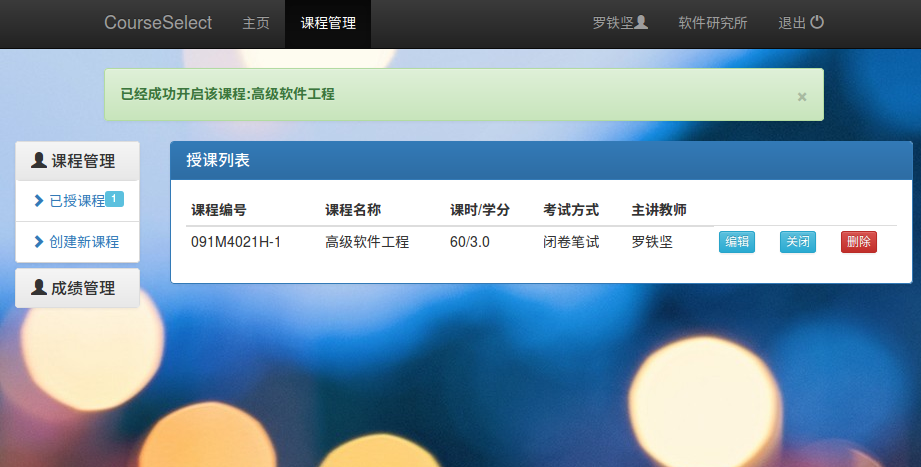 CourseSelect 主页 课程管理 罗铁坚 软件研究所 退出
已经成功开启该课程:高级软件工程 ×
课程管理
已授课程 1
创建新课程
成绩管理
授课列表
课程编号 课程名称 课时/学分 考试方式 主讲教师
091M4021H-1 高级软件工程 60/3.0 闭卷笔试 罗铁坚 编辑 关闭 删除